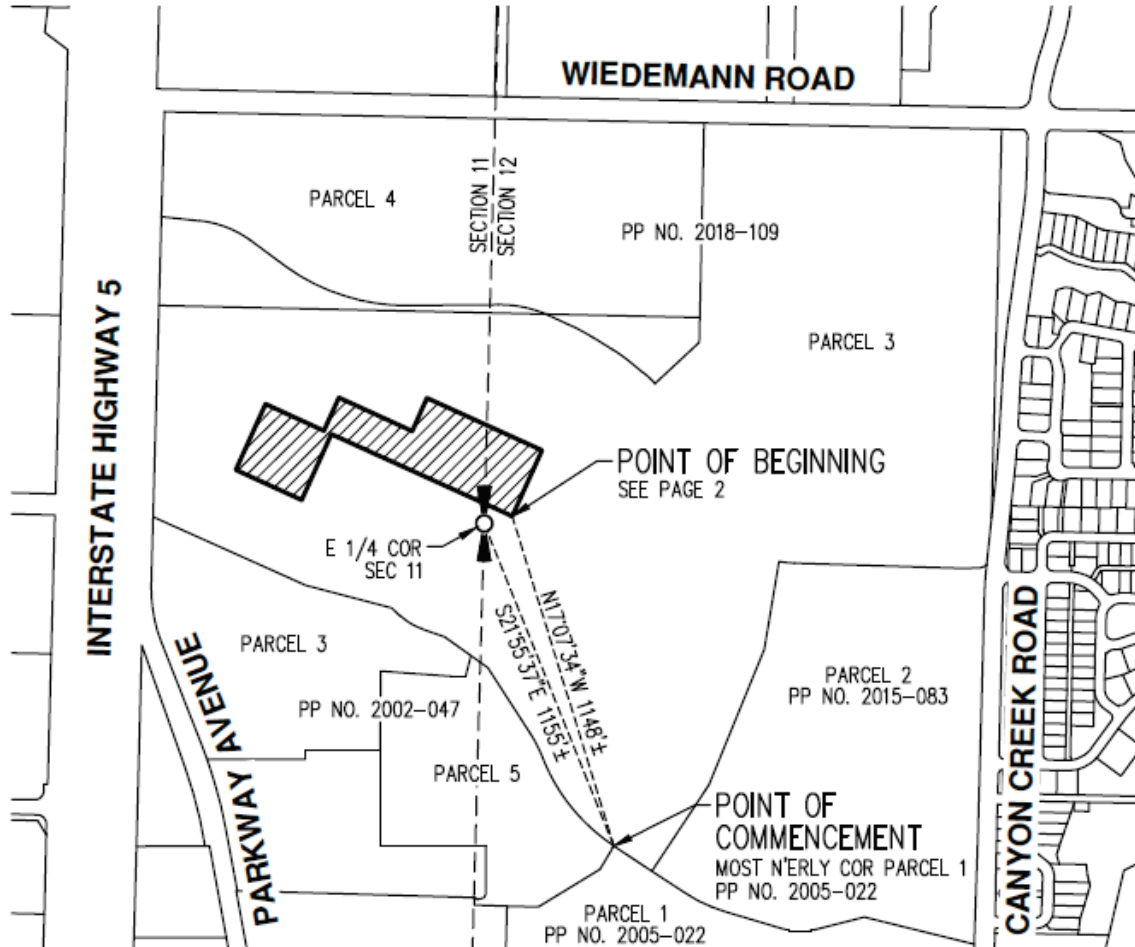 WIEDEMANN ROAD
SECTION 11
SECTION 12
PARCEL 4
PP NO. 2018-109
INTERSTATE HIGHWAY 5
PARCEL 3
POINT OF BEGINNING
SEE PAGE 2
E 1/4 COR
SEC 11
N17°07'34"W 1148'±
S21°55'37"E 1155'±
PARCEL 3
PP NO. 2002-047
PARCEL 2
PP NO. 2015-083
PARKWAY AVENUE
CANYON CREEK ROAD
PARCEL 5
POINT OF
COMMENCEMENT
MOST N'ERLY COR PARCEL 1
PP NO. 2005-022
PARCEL 1
PP NO. 2005-022